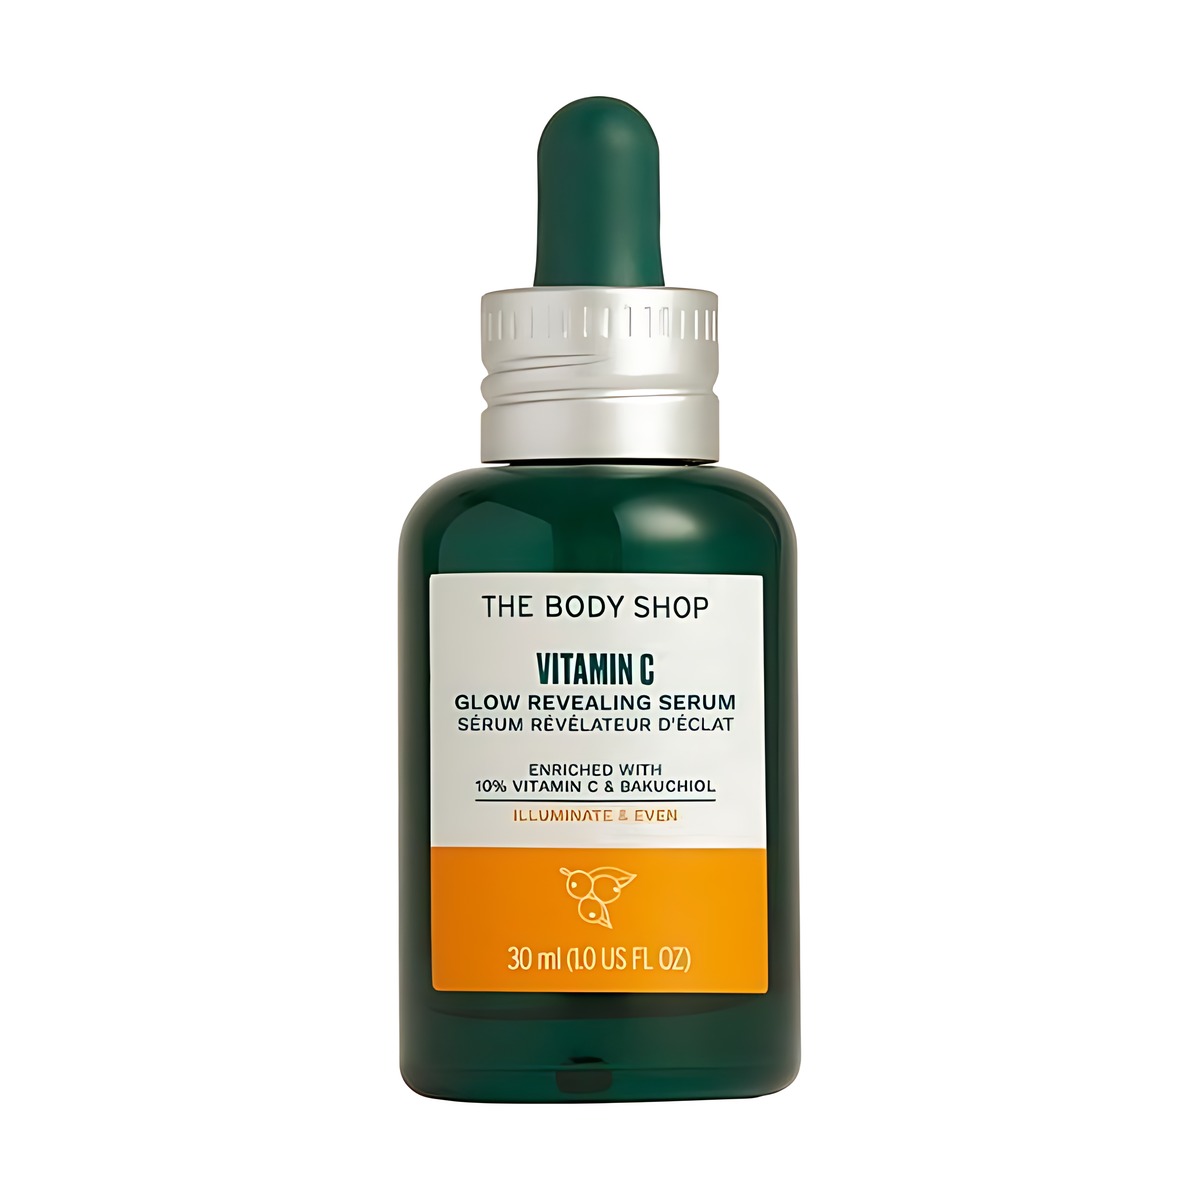 THE BODY SHOP
VITAMIN C
GLOW REVEALING SERUM
SÉRUM RÈVÉLATEUR D'ÉCLAT
ENRICHED WITH
10% VITAMIN C & BAKUCHIOL
ILLUMINATE & EVEN
30 ml (1.0 US FL OZ)